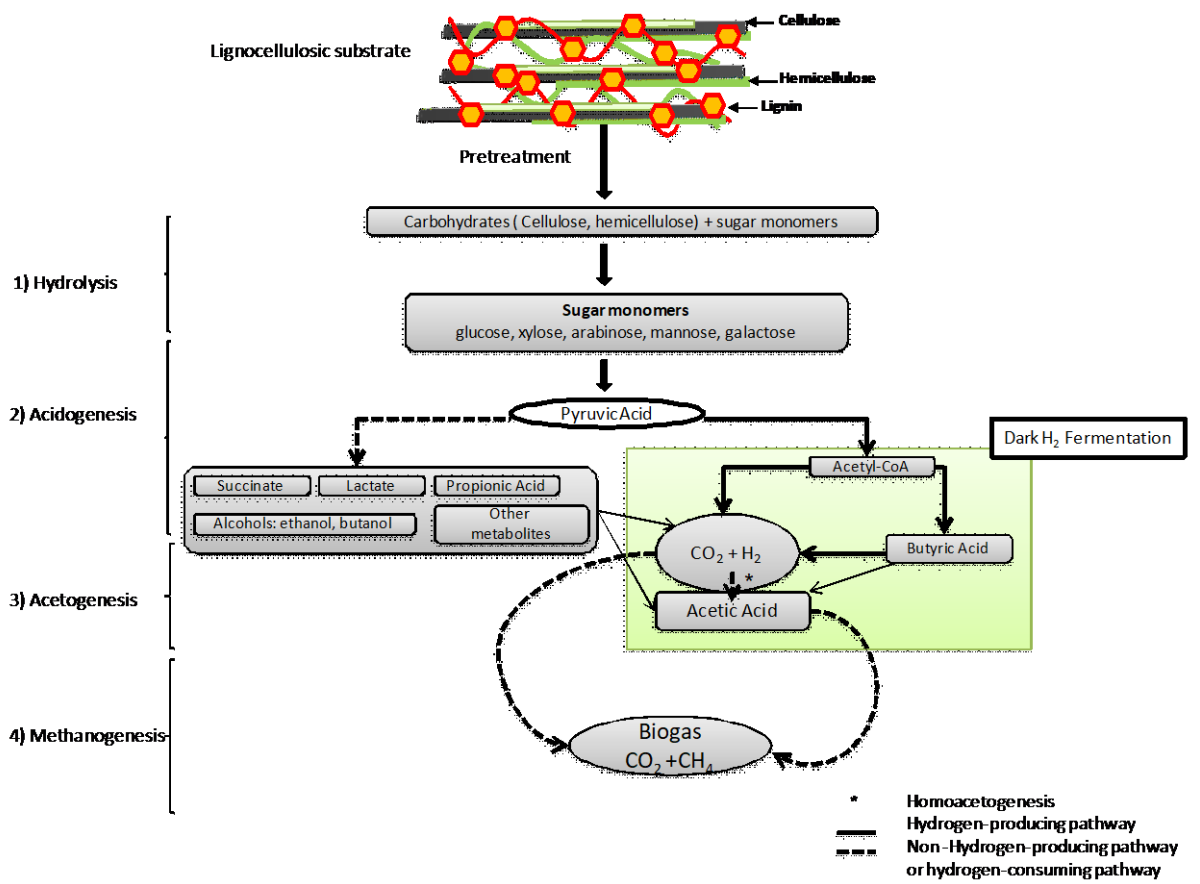 Cellulose
Lignocellulosic substrate
Hemicellulose
Lignin
Pretreatment
Carbohydrates ( Cellulose, hemicellulose) + sugar monomers
1) Hydrolysis
Sugar monomers
glucose, xylose, arabinose, mannose, galactose
2) Acidogenesis
Pyruvic Acid
Dark H₂ Fermentation
Acetyl-CoA
Succinate
Lactate
Propionic Acid
Alcohols: ethanol, butanol
Other
metabolites
CO₂ + H₂
Butyric Acid
*
3) Acetogenesis
Acetic Acid
4) Methanogenesis
Biogas
CO₂ +CH₄
* Homoacetogenesis
Hydrogen-producing pathway
Non-Hydrogen-producing pathway
or hydrogen-consuming pathway